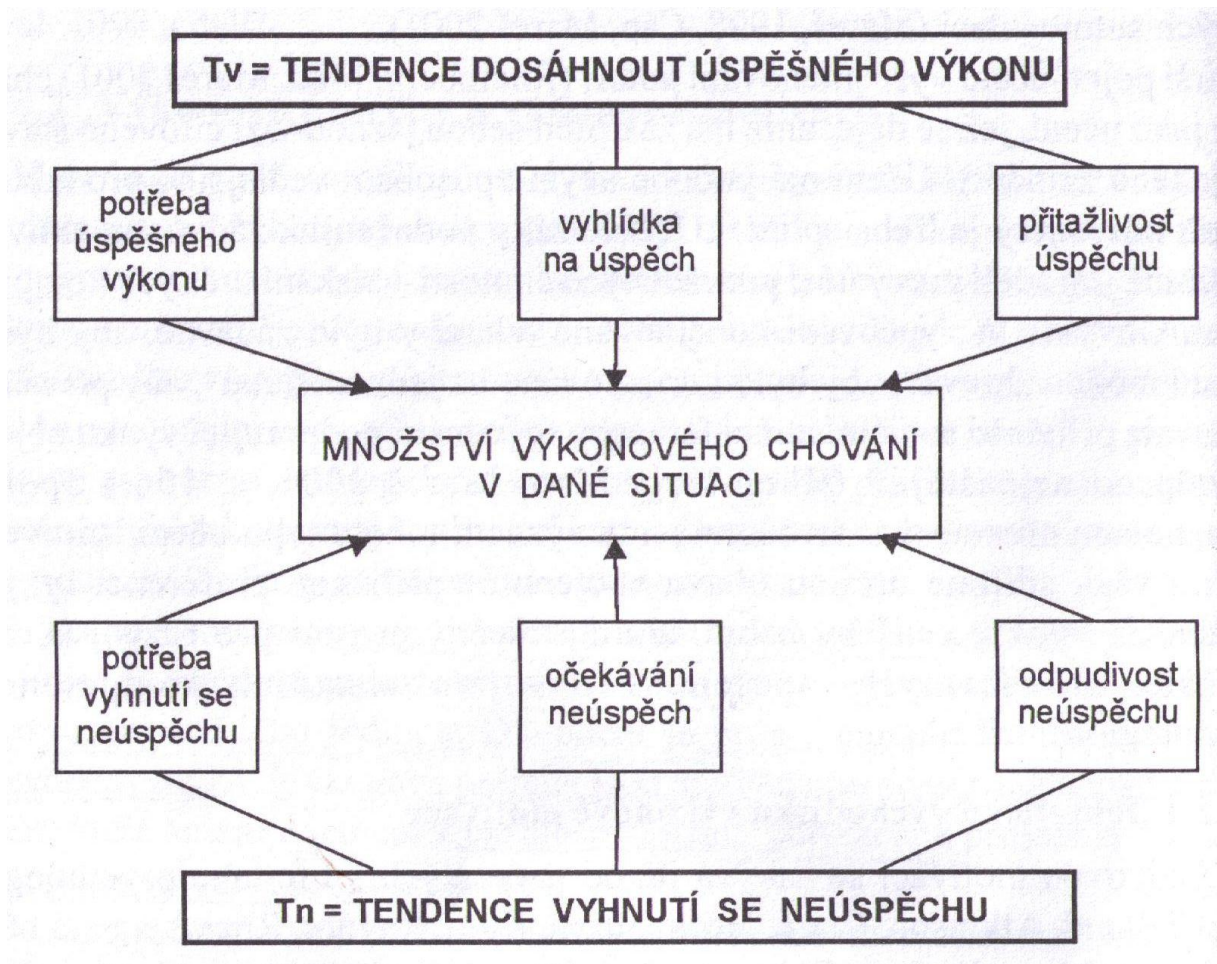 Tv = TENDENCE DOSÁHNOUT ÚSPĚŠNÉHO VÝKONU
potřeba
úspěšného
výkonu
vyhlídka
na úspěch
přitažlivost
úspěchu
MNOŽSTVÍ VÝKONOVÉHO CHOVÁNÍ
V DANÉ SITUACI
potřeba
vyhnutí se
neúspěchu
očekávání
neúspěch
odpudivost
neúspěchu
Tn = TENDENCE VYHNUTÍ SE NEÚSPĚCHU